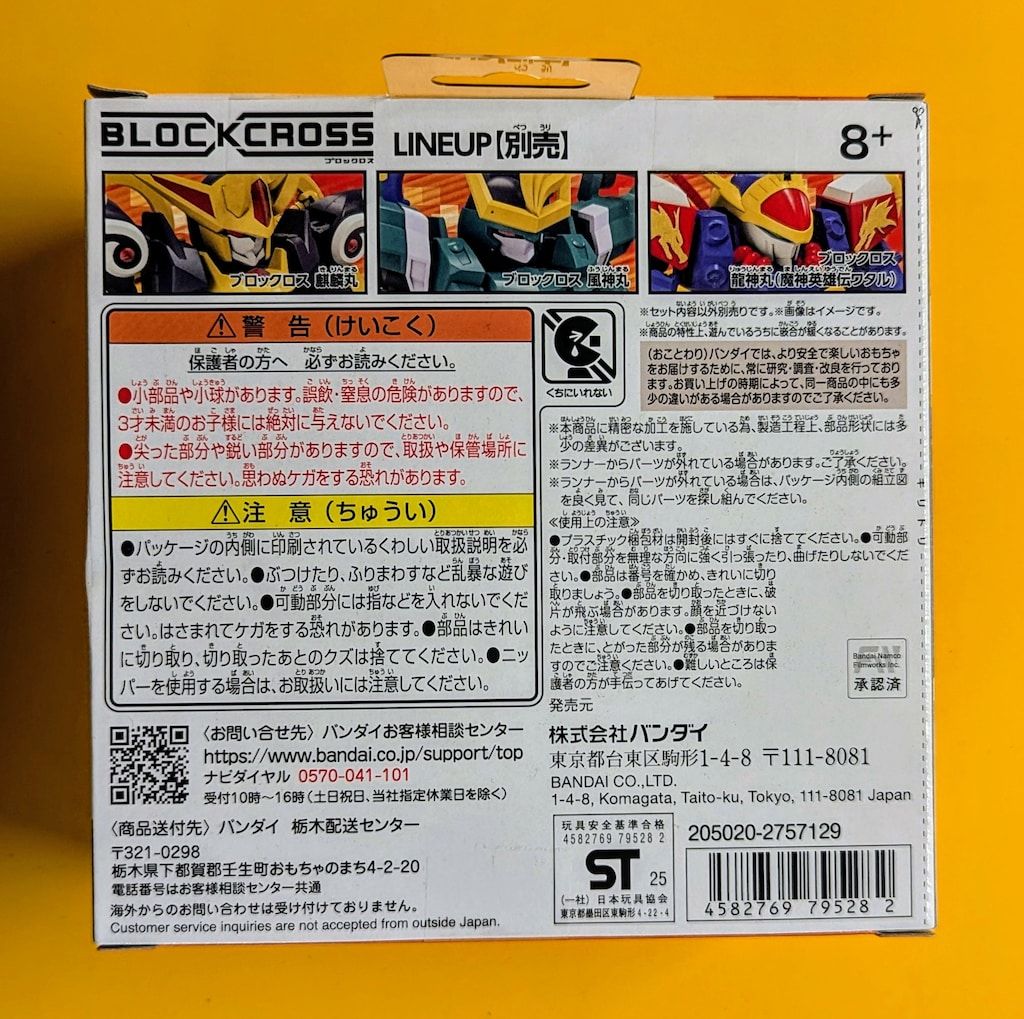 BLOCKCROSS
ブロックロス
LINEUP【別売】
8+
ブロックロス 麒麟丸
ブロックロス 風神丸
ブロックロス
龍神丸(魔神英雄伝ワタル)
⚠警 告(けいこく)
保護者の方へ 必ずお読みください。
●小部品や小球があります。誤飲・窒息の危険がありますので、
3才未満のお子様には絶対に与えないでください。
●尖った部分や鋭い部分がありますので、取扱や保管場所に
注意してください。思わぬケガをする恐れがあります。
⚠注 意(ちゅうい)
●パッケージの内側に印刷されているくわしい取扱説明を必
ずお読みください。●ぶつけたり、ふりまわすなど乱暴な遊び
をしないでください。●可動部分には指などを入れないでくだ
さい。はさまれてケガをする恐れがあります。●部品はきれい
に切り取り、切り取ったあとのクズは捨ててください。●ニッ
パーを使用する場合は、お取扱いには注意してください。
くちにいれない
※セット内容以外別売りです。※画像はイメージです。
※商品の特性上、遊んでいるうちに嵌合が緩くなることがあります。
(おことわり)バンダイでは、より安全で楽しいおもちゃ
をお届けするために、常に研究・調査・改良を行っており
ます。お買い上げの時期によって、同一商品の中にも多
少の違いがある場合がありますのでご了承ください。
※本商品に精密な加工を施している為、製造工程上、部品形状には多
少の差異がございます。
※ランナーからパーツが外れている場合があります。ご了承ください。
※ランナーからパーツが外れている場合は、パッケージ内側の組立図
を良く見て、同じパーツを探し組んでください。
≪使用上の注意≫
●プラスチック梱包材は開封後にはすぐに捨ててください。●可動部
分・取付部分を無理な方向に強く引っ張ったり、曲げたりしないでく
ださい。●部品は番号を確かめ、きれいに切り
取りましょう。●部品を切り取ったときに、破
片が飛ぶ場合があります。顔を近づけない
ように注意してください。●部品を切り取っ
たときに、とがった部分が残る場合がありま
すのでご注意ください。●難しいところは保
護者の方が手伝ってあげてください。
キリトリ
Bandai Namco
Filmworks Inc.
承認済
発売元
株式会社バンダイ
東京都台東区駒形1-4-8 〒111-8081
BANDAI CO.,LTD.
1-4-8, Komagata, Taito-ku, Tokyo, 111-8081 Japan
〈お問い合せ先〉バンダイお客様相談センター
https://www.bandai.co.jp/support/top
ナビダイヤル 0570-041-101
受付10時～16時(土日祝日、当社指定休業日を除く)
〈商品送付先〉バンダイ 栃木配送センター
〒321-0298
栃木県下都賀郡壬生町おもちゃのまち4-2-20
電話番号はお客様相談センター共通
海外からのお問い合わせは受け付けておりません。
Customer service inquiries are not accepted from outside Japan.
玩具安全基準合格
4582769 79528 2
ST 25
(一社)日本玩具協会
東京都墨田区東駒形4-22-4
205020-2757129
4582769 79528 2